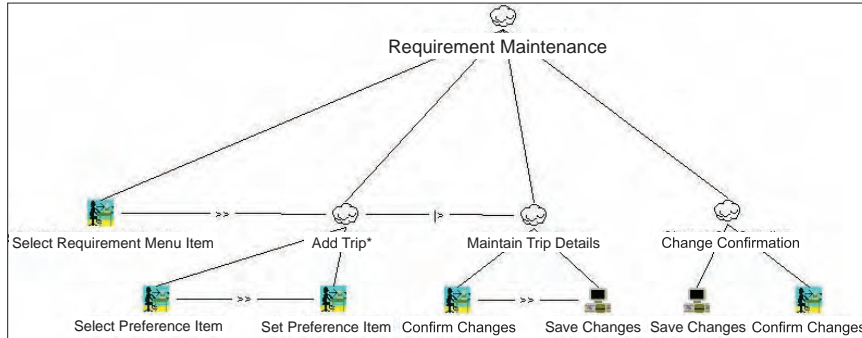 Requirement Maintenance
>> |>
Select Requirement Menu Item Add Trip* Maintain Trip Details Change Confirmation
>> >>
Select Preference Item Set Preference Item Confirm Changes Save Changes Save Changes Confirm Changes